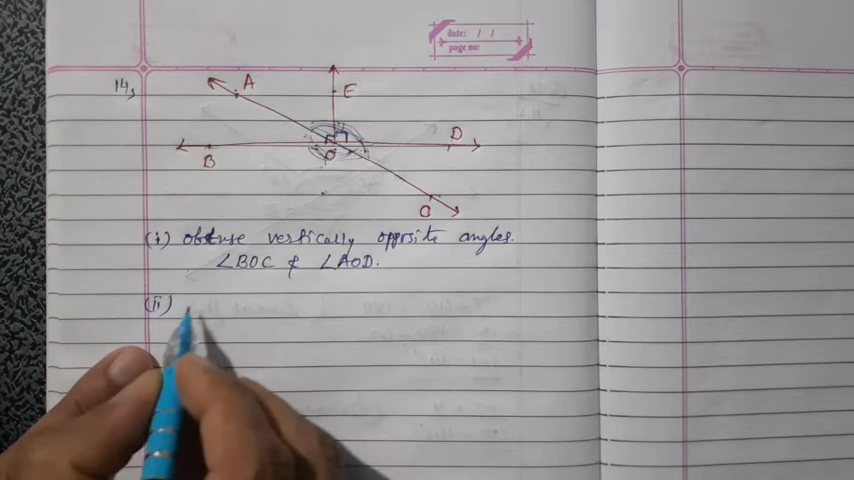 date: / /
page no:
14,
A
E
B
O
D
C
(i) obtuse vertically opposite angles.
∠BOC & ∠AOD.
(ii)